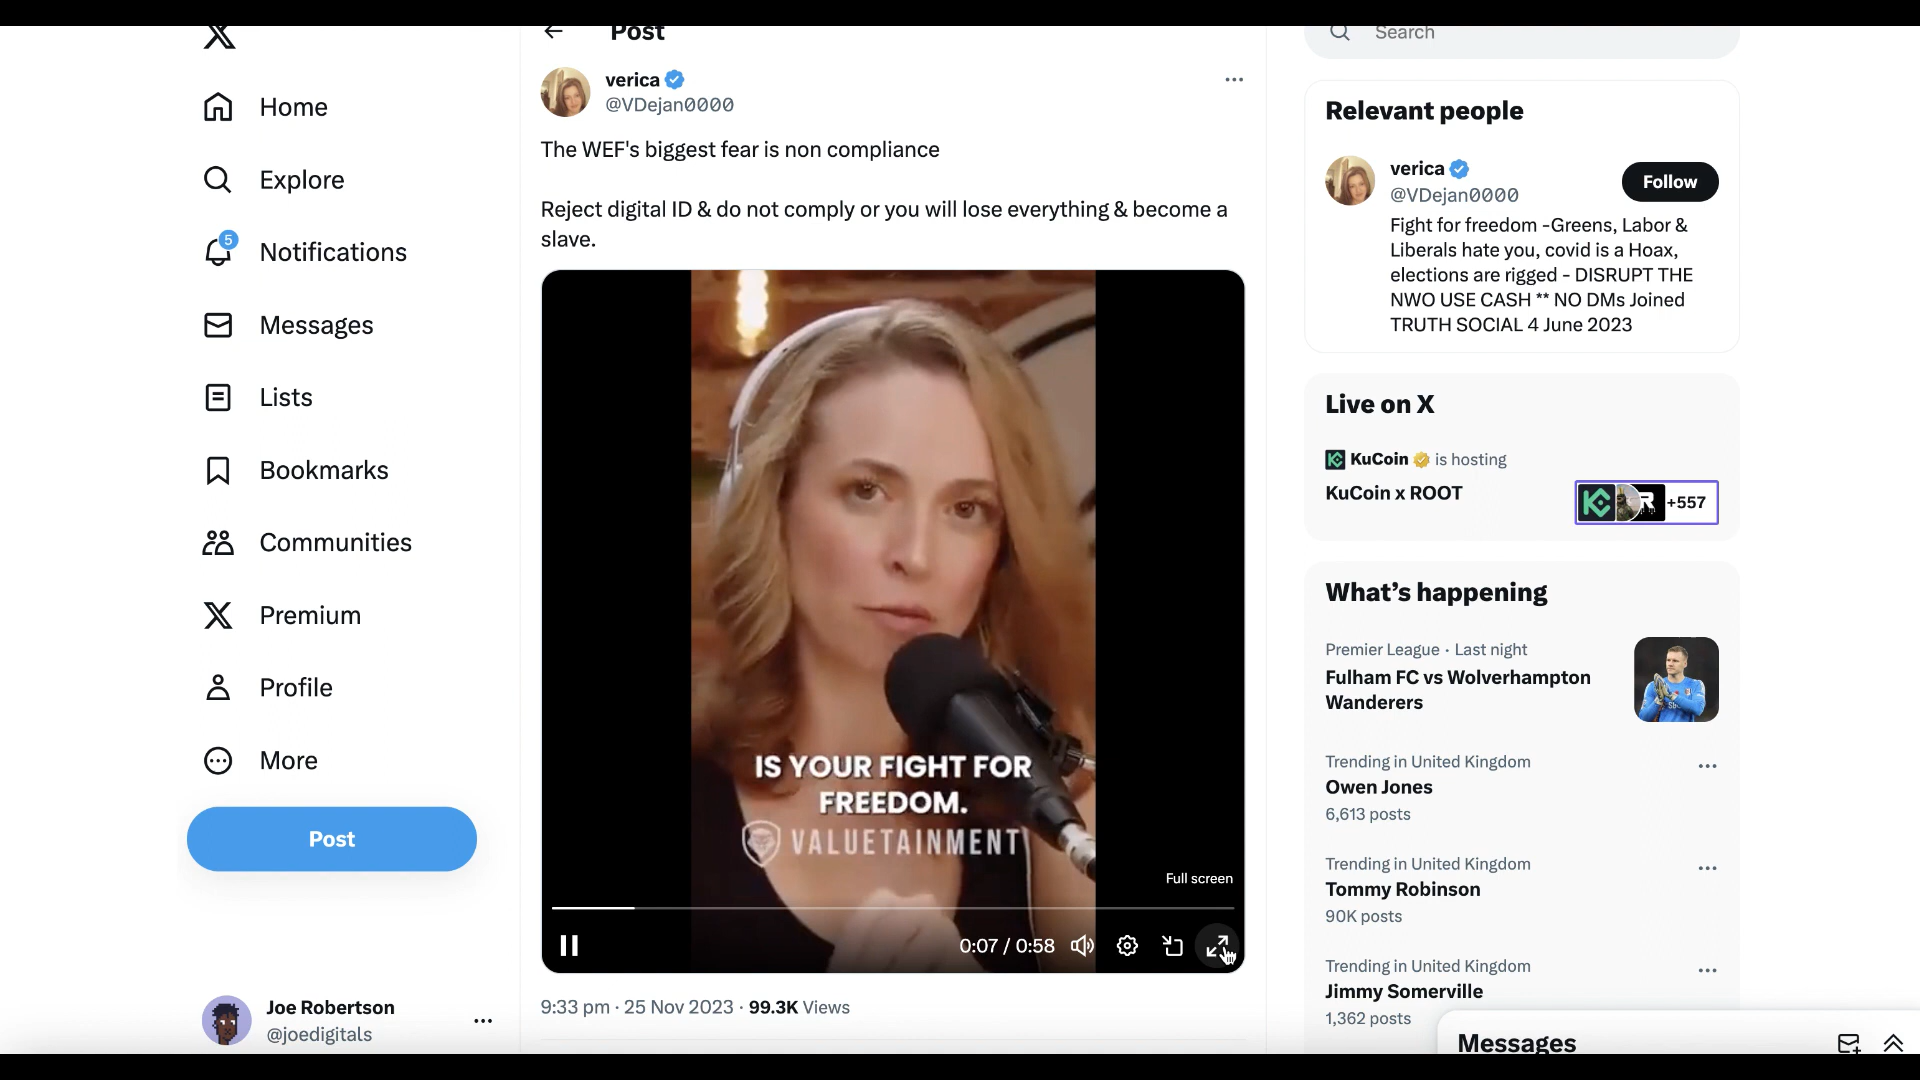 Post
Search
Home
Explore
5
Notifications
Messages
Lists
Bookmarks
Communities
Premium
Profile
More
Post
Joe Robertson
@joedigitals
verica
@VDejan0000
The WEF's biggest fear is non compliance
Reject digital ID & do not comply or you will lose everything & become a
slave.
IS YOUR FIGHT FOR
FREEDOM.
VALUETAINMENT
Full screen
0:07 / 0:58
9:33 pm · 25 Nov 2023 · 99.3K Views
Relevant people
verica
@VDejan0000
Follow
Fight for freedom -Greens, Labor &
Liberals hate you, covid is a Hoax,
elections are rigged - DISRUPT THE
NWO USE CASH ** NO DMs Joined
TRUTH SOCIAL 4 June 2023
Live on X
KuCoin is hosting
KuCoin x ROOT
+557
What's happening
Premier League · Last night
Fulham FC vs Wolverhampton
Wanderers
Trending in United Kingdom
Owen Jones
6,613 posts
Trending in United Kingdom
Tommy Robinson
90K posts
Trending in United Kingdom
Jimmy Somerville
1,362 posts
Messages